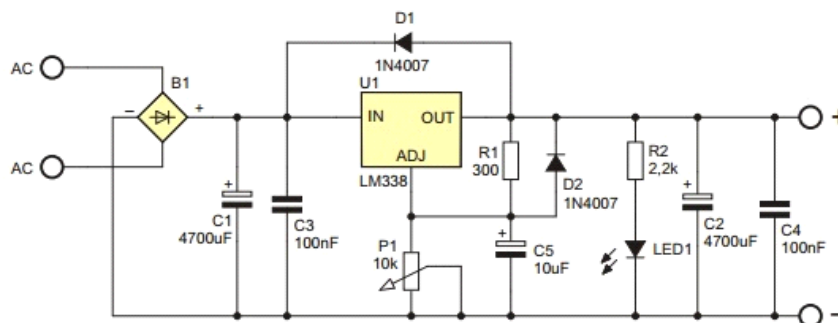 D1
1N4007
AC
B1
U1
−
+
IN
OUT
ADJ
LM338
R1
300
D2
1N4007
R2
2,2k
+
AC
+
C1
4700uF
C3
100nF
P1
10k
+
C5
10uF
LED1
+
C2
4700uF
C4
100nF
−